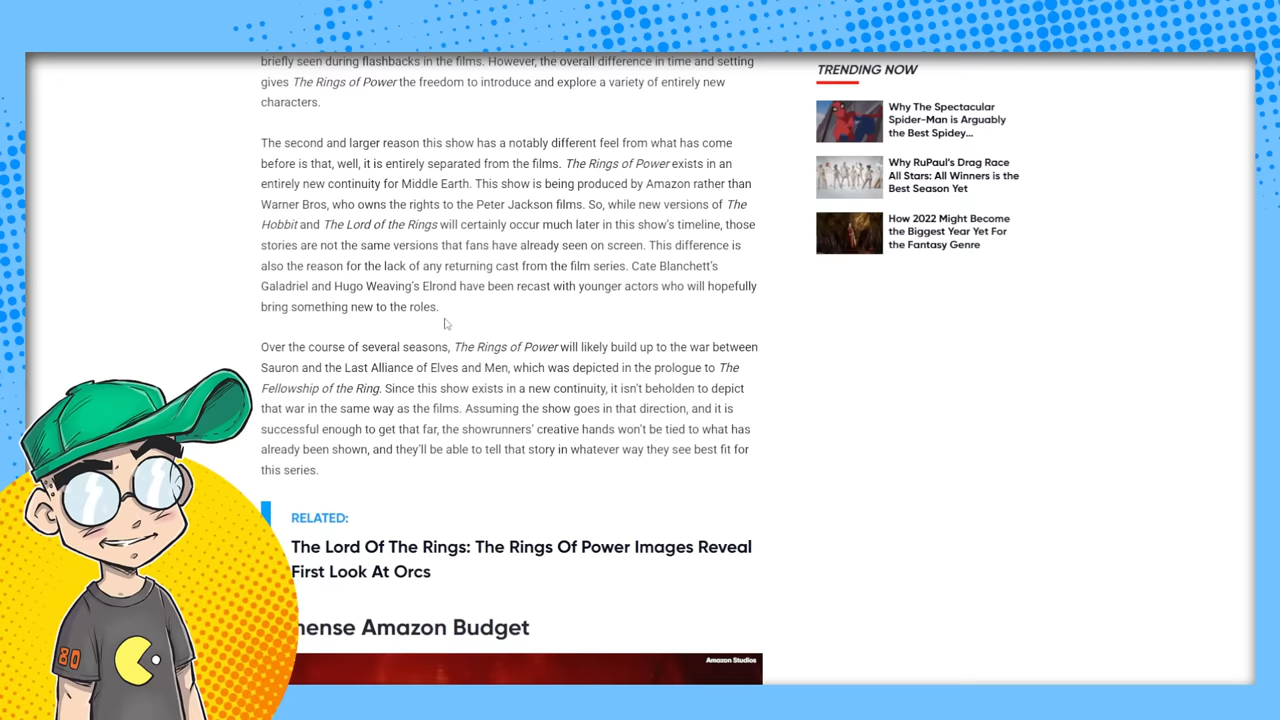 briefly seen during flashbacks in the films. However, the overall difference in time and setting
gives The Rings of Power the freedom to introduce and explore a variety of entirely new
characters.
The second and larger reason this show has a notably different feel from what has come
before is that, well, it is entirely separated from the films. The Rings of Power exists in an
entirely new continuity for Middle Earth. This show is being produced by Amazon rather than
Warner Bros, who owns the rights to the Peter Jackson films. So, while new versions of The
Hobbit and The Lord of the Rings will certainly occur much later in this show's timeline, those
stories are not the same versions that fans have already seen on screen. This difference is
also the reason for the lack of any returning cast from the film series. Cate Blanchett's
Galadriel and Hugo Weaving's Elrond have been recast with younger actors who will hopefully
bring something new to the roles.
Over the course of several seasons, The Rings of Power will likely build up to the war between
Sauron and the Last Alliance of Elves and Men, which was depicted in the prologue to The
Fellowship of the Ring. Since this show exists in a new continuity, it isn't beholden to depict
that war in the same way as the films. Assuming the show goes in that direction, and it is
successful enough to get that far, the showrunners' creative hands won't be tied to what has
already been shown, and they'll be able to tell that story in whatever way they see best fit for
this series.
RELATED:
The Lord Of The Rings: The Rings Of Power Images Reveal
First Look At Orcs
mense Amazon Budget
Amazon Studios
TRENDING NOW
Why The Spectacular
Spider-Man is Arguably
the Best Spidey...
Why RuPaul's Drag Race
All Stars: All Winners is the
Best Season Yet
How 2022 Might Become
the Biggest Year Yet For
the Fantasy Genre
80